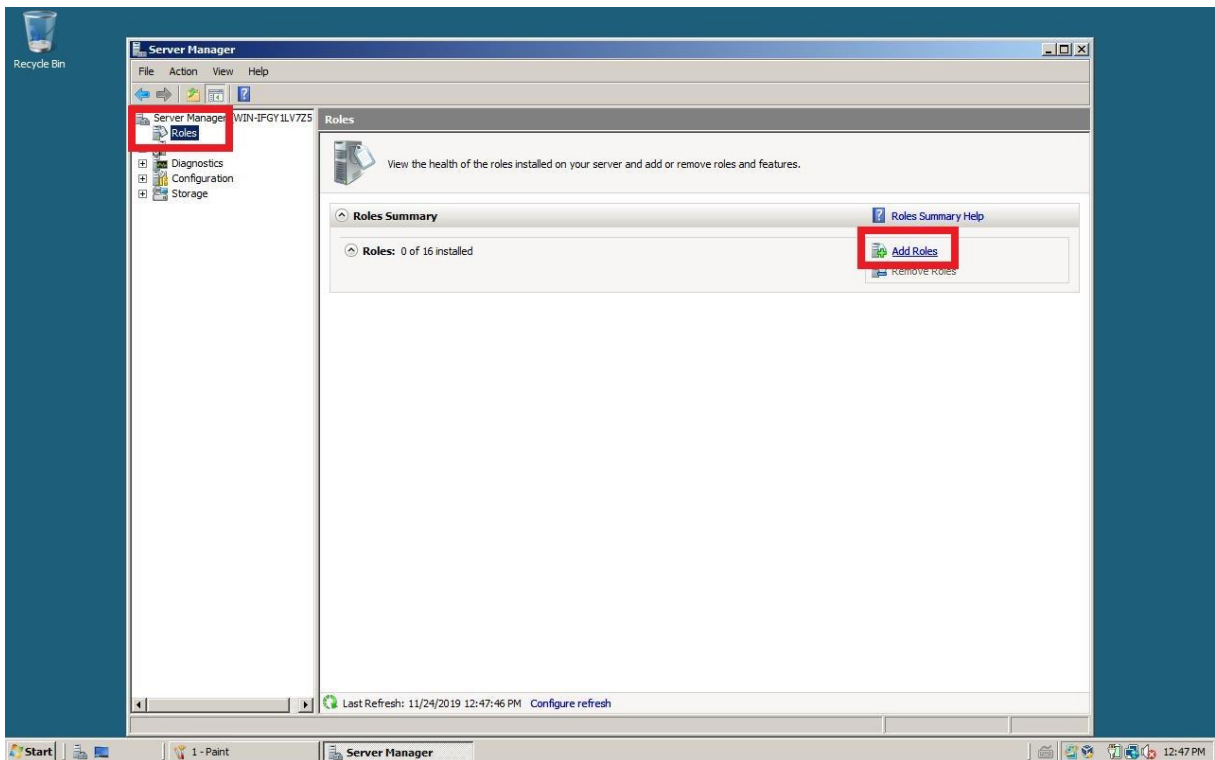 Recycle Bin
Server Manager
File Action View Help
Server Manager WIN-IFGY1LV7Z5
Roles
Diagnostics
Configuration
Storage
Roles
View the health of the roles installed on your server and add or remove roles and features.
Roles Summary
Roles Summary Help
Roles: 0 of 16 installed
Add Roles
Remove Roles
Last Refresh: 11/24/2019 12:47:46 PM Configure refresh
Start
1 - Paint
Server Manager
12:47 PM